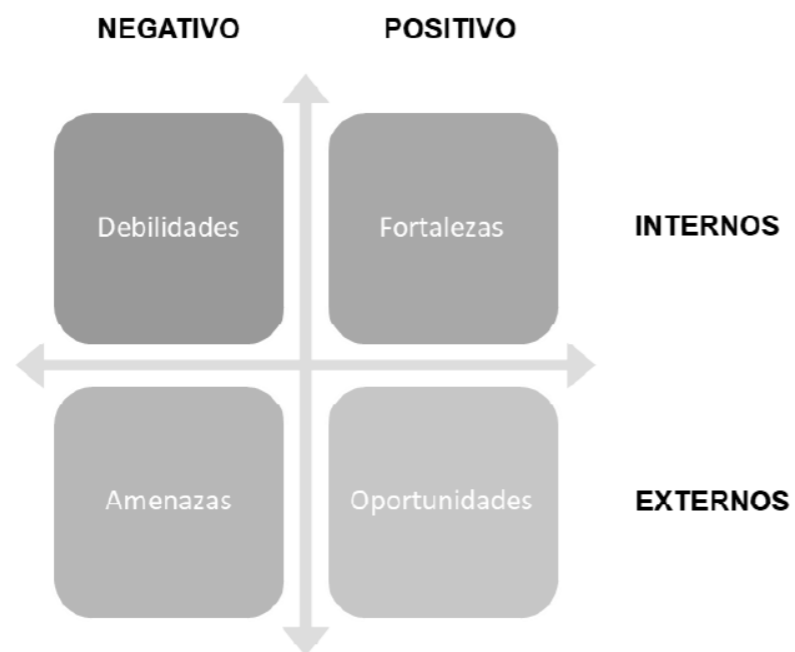 NEGATIVO POSITIVO
Debilidades Fortalezas INTERNOS
Amenazas Oportunidades EXTERNOS